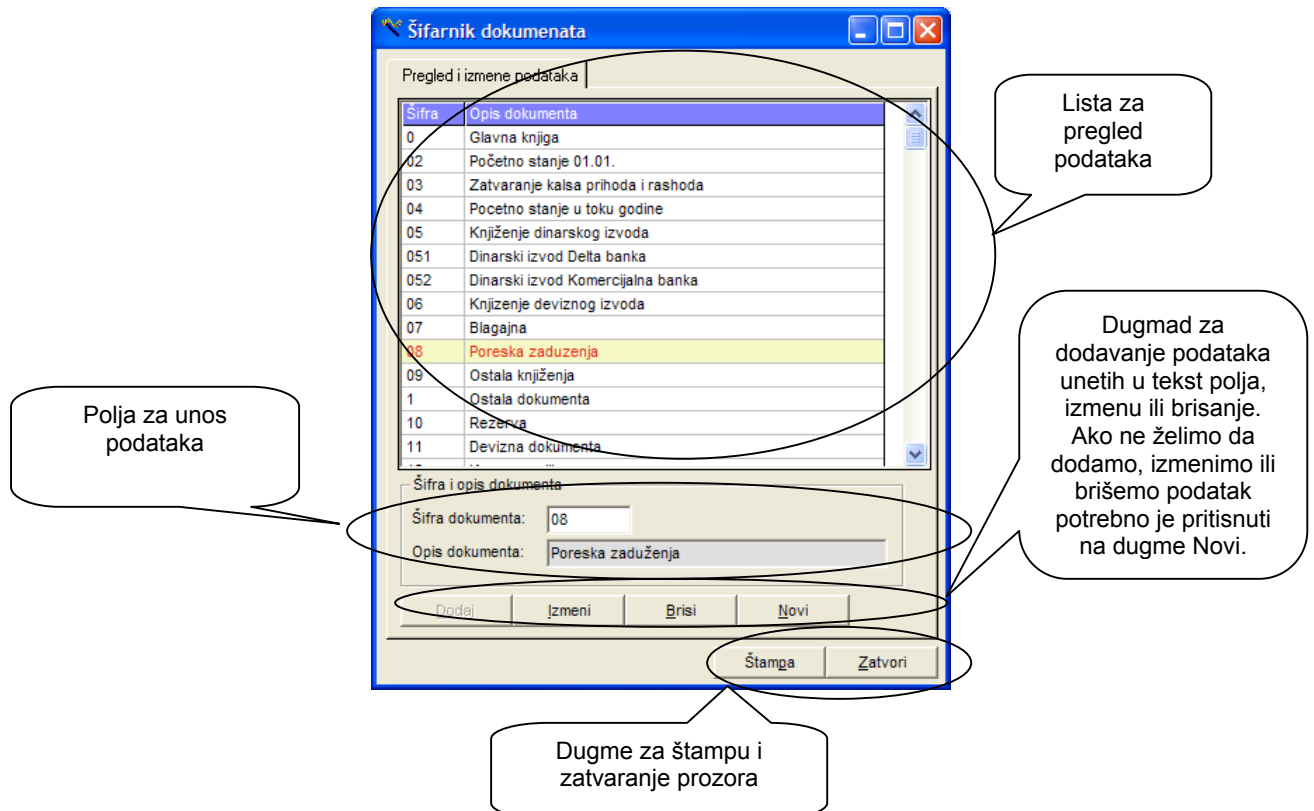 Šifarnik dokumenata
Pregled i izmene podataka
Šifra Opis dokumenta
0 Glavna knjiga
02 Početno stanje 01.01.
03 Zatvaranje kalsa prihoda i rashoda
04 Pocetno stanje u toku godine
05 Knjiženje dinarskog izvoda
051 Dinarski izvod Delta banka
052 Dinarski izvod Komercijalna banka
06 Knjizenje deviznog izvoda
07 Blagajna
08 Poreska zaduzenja
09 Ostala knjiženja
1 Ostala dokumenta
10 Rezerva
11 Devizna dokumenta
Šifra i opis dokumenta
Šifra dokumenta: 08
Opis dokumenta: Poreska zaduženja
Dodaj Izmeni Brisi Novi
Štampa Zatvori
Lista za
pregled
podataka
Polja za unos
podataka
Dugmad za
dodavanje podataka
unetih u tekst polja,
izmenu ili brisanje.
Ako ne želimo da
dodamo, izmenimo ili
brišemo podatak
potrebno je pritisnuti
na dugme Novi.
Dugme za štampu i
zatvaranje prozora